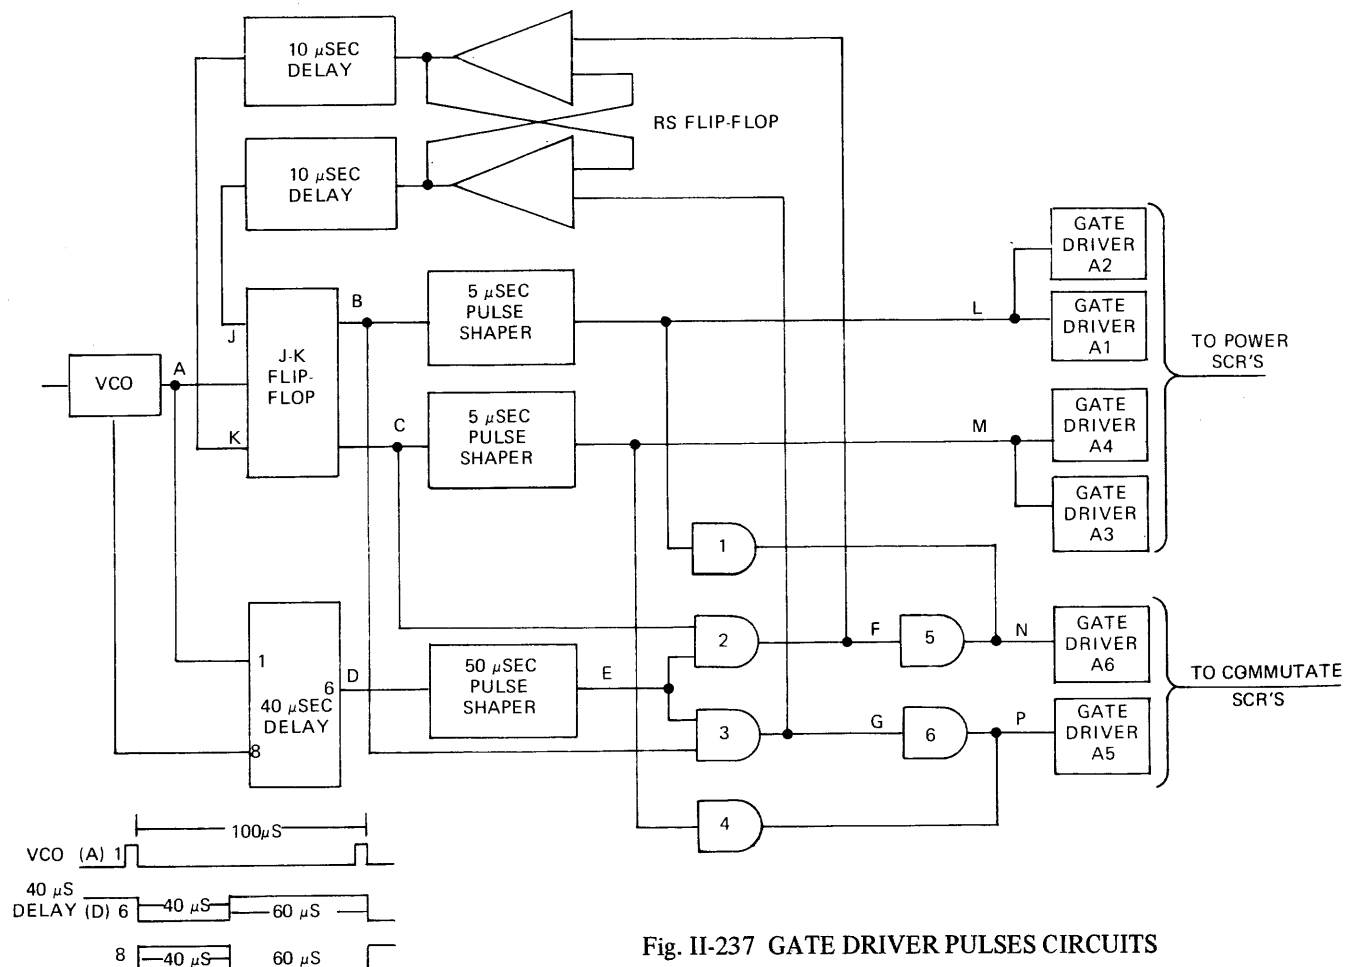 10 μSEC
DELAY
RS FLIP-FLOP
10 μSEC
DELAY
GATE
DRIVER
A2
B
5 μSEC
PULSE
SHAPER
L
GATE
DRIVER
A1
J
J-K
FLIP-
FLOP
TO POWER
SCR'S
VCO
A
K
C
5 μSEC
PULSE
SHAPER
M
GATE
DRIVER
A4
GATE
DRIVER
A3
1
2
F
5
N
GATE
DRIVER
A6
1
6
D
50 μSEC
PULSE
SHAPER
E
TO COMMUTATE
SCR'S
40 μSEC
DELAY
8
3
G
6
P
GATE
DRIVER
A5
4
100μS
VCO (A) 1
40 μS
DELAY (D) 6
40 μS
60 μS
8
40 μS
60 μS
Fig. II-237 GATE DRIVER PULSES CIRCUITS